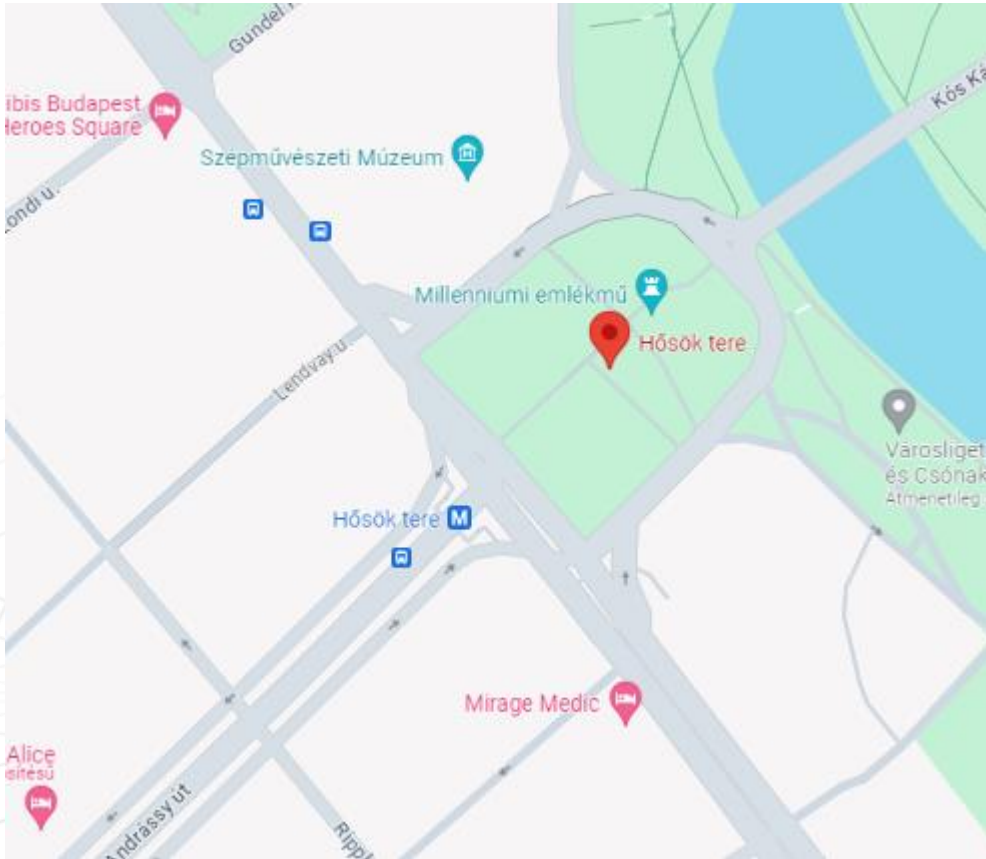 Gundel
Kós Ká
ibis Budapest
Heroes Square
Szépművészeti Múzeum
Millenniumi emlékmű
Hősök tere
Lendvay u.
Városliget
és Csónak
Átmenetileg
Hősök tere M
Mirage Medic
Alice
Andrássy út
Rippl